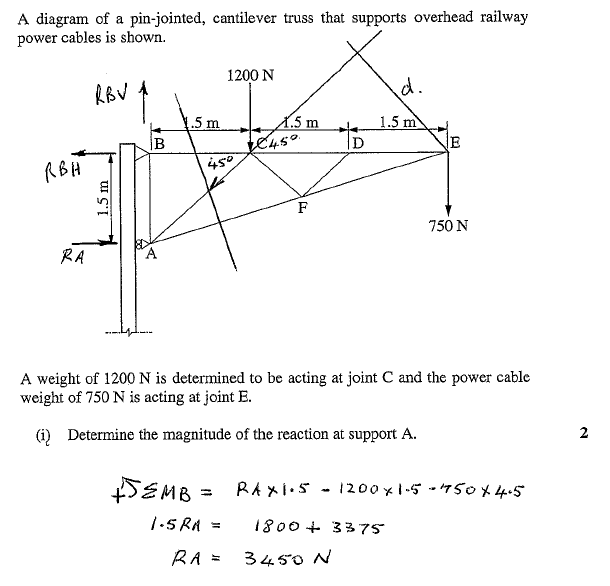 A diagram of a pin-jointed, cantilever truss that supports overhead railway
power cables is shown.
1200 N
RBV
d.
1.5 m
1.5 m
1.5 m
B
C
45°
D
E
RBH
45°
1.5 m
F
750 N
RA
A
A weight of 1200 N is determined to be acting at joint C and the power cable
weight of 750 N is acting at joint E.
(i) Determine the magnitude of the reaction at support A.
2
+ΣMB = RA×1.5 - 1200×1.5 - 750×4.5
1.5RA = 1800 + 3375
RA = 3450 N